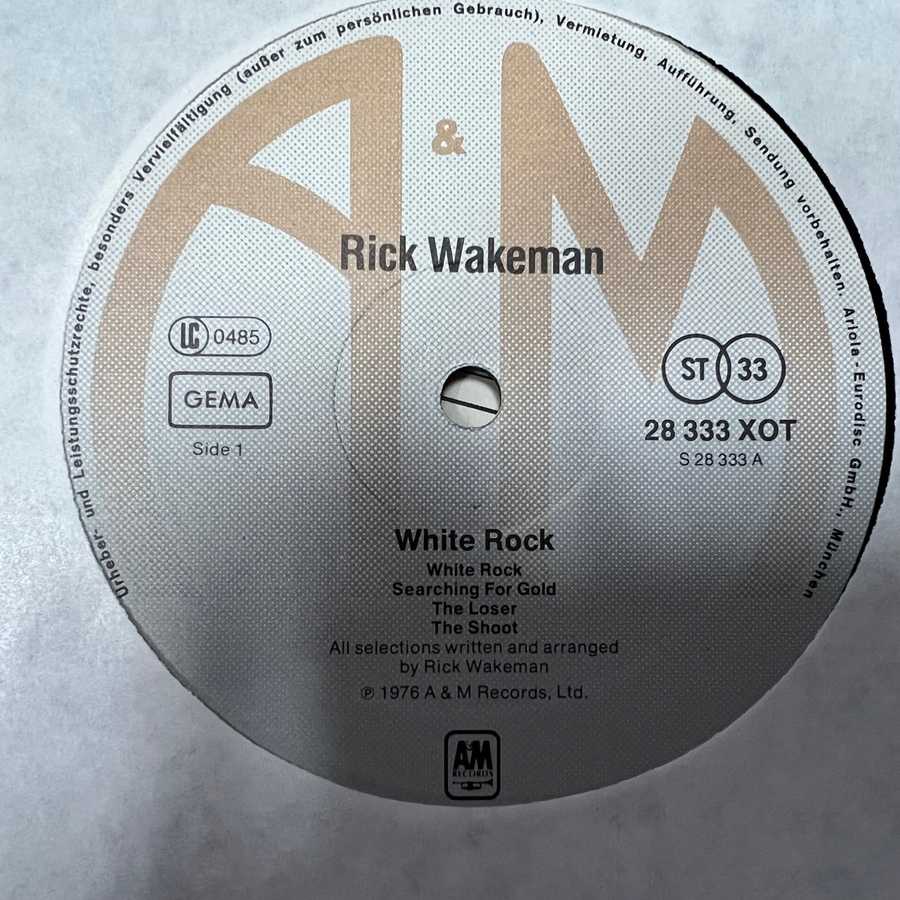 Urheber- und Leistungsschutzrechte, besonders Vervielfältigung (außer zum persönlichen Gebrauch), Vermietung, Aufführung, Sendung vorbehalten. Ariola-Eurodisc GmbH., München
A & M
Rick Wakeman
LC 0485
GEMA
Side 1
ST 33
28 333 XOT
S 28 333 A
White Rock
White Rock
Searching For Gold
The Loser
The Shoot
All selections written and arranged
by Rick Wakeman
℗ 1976 A & M Records, Ltd.
A&M
RECORDS